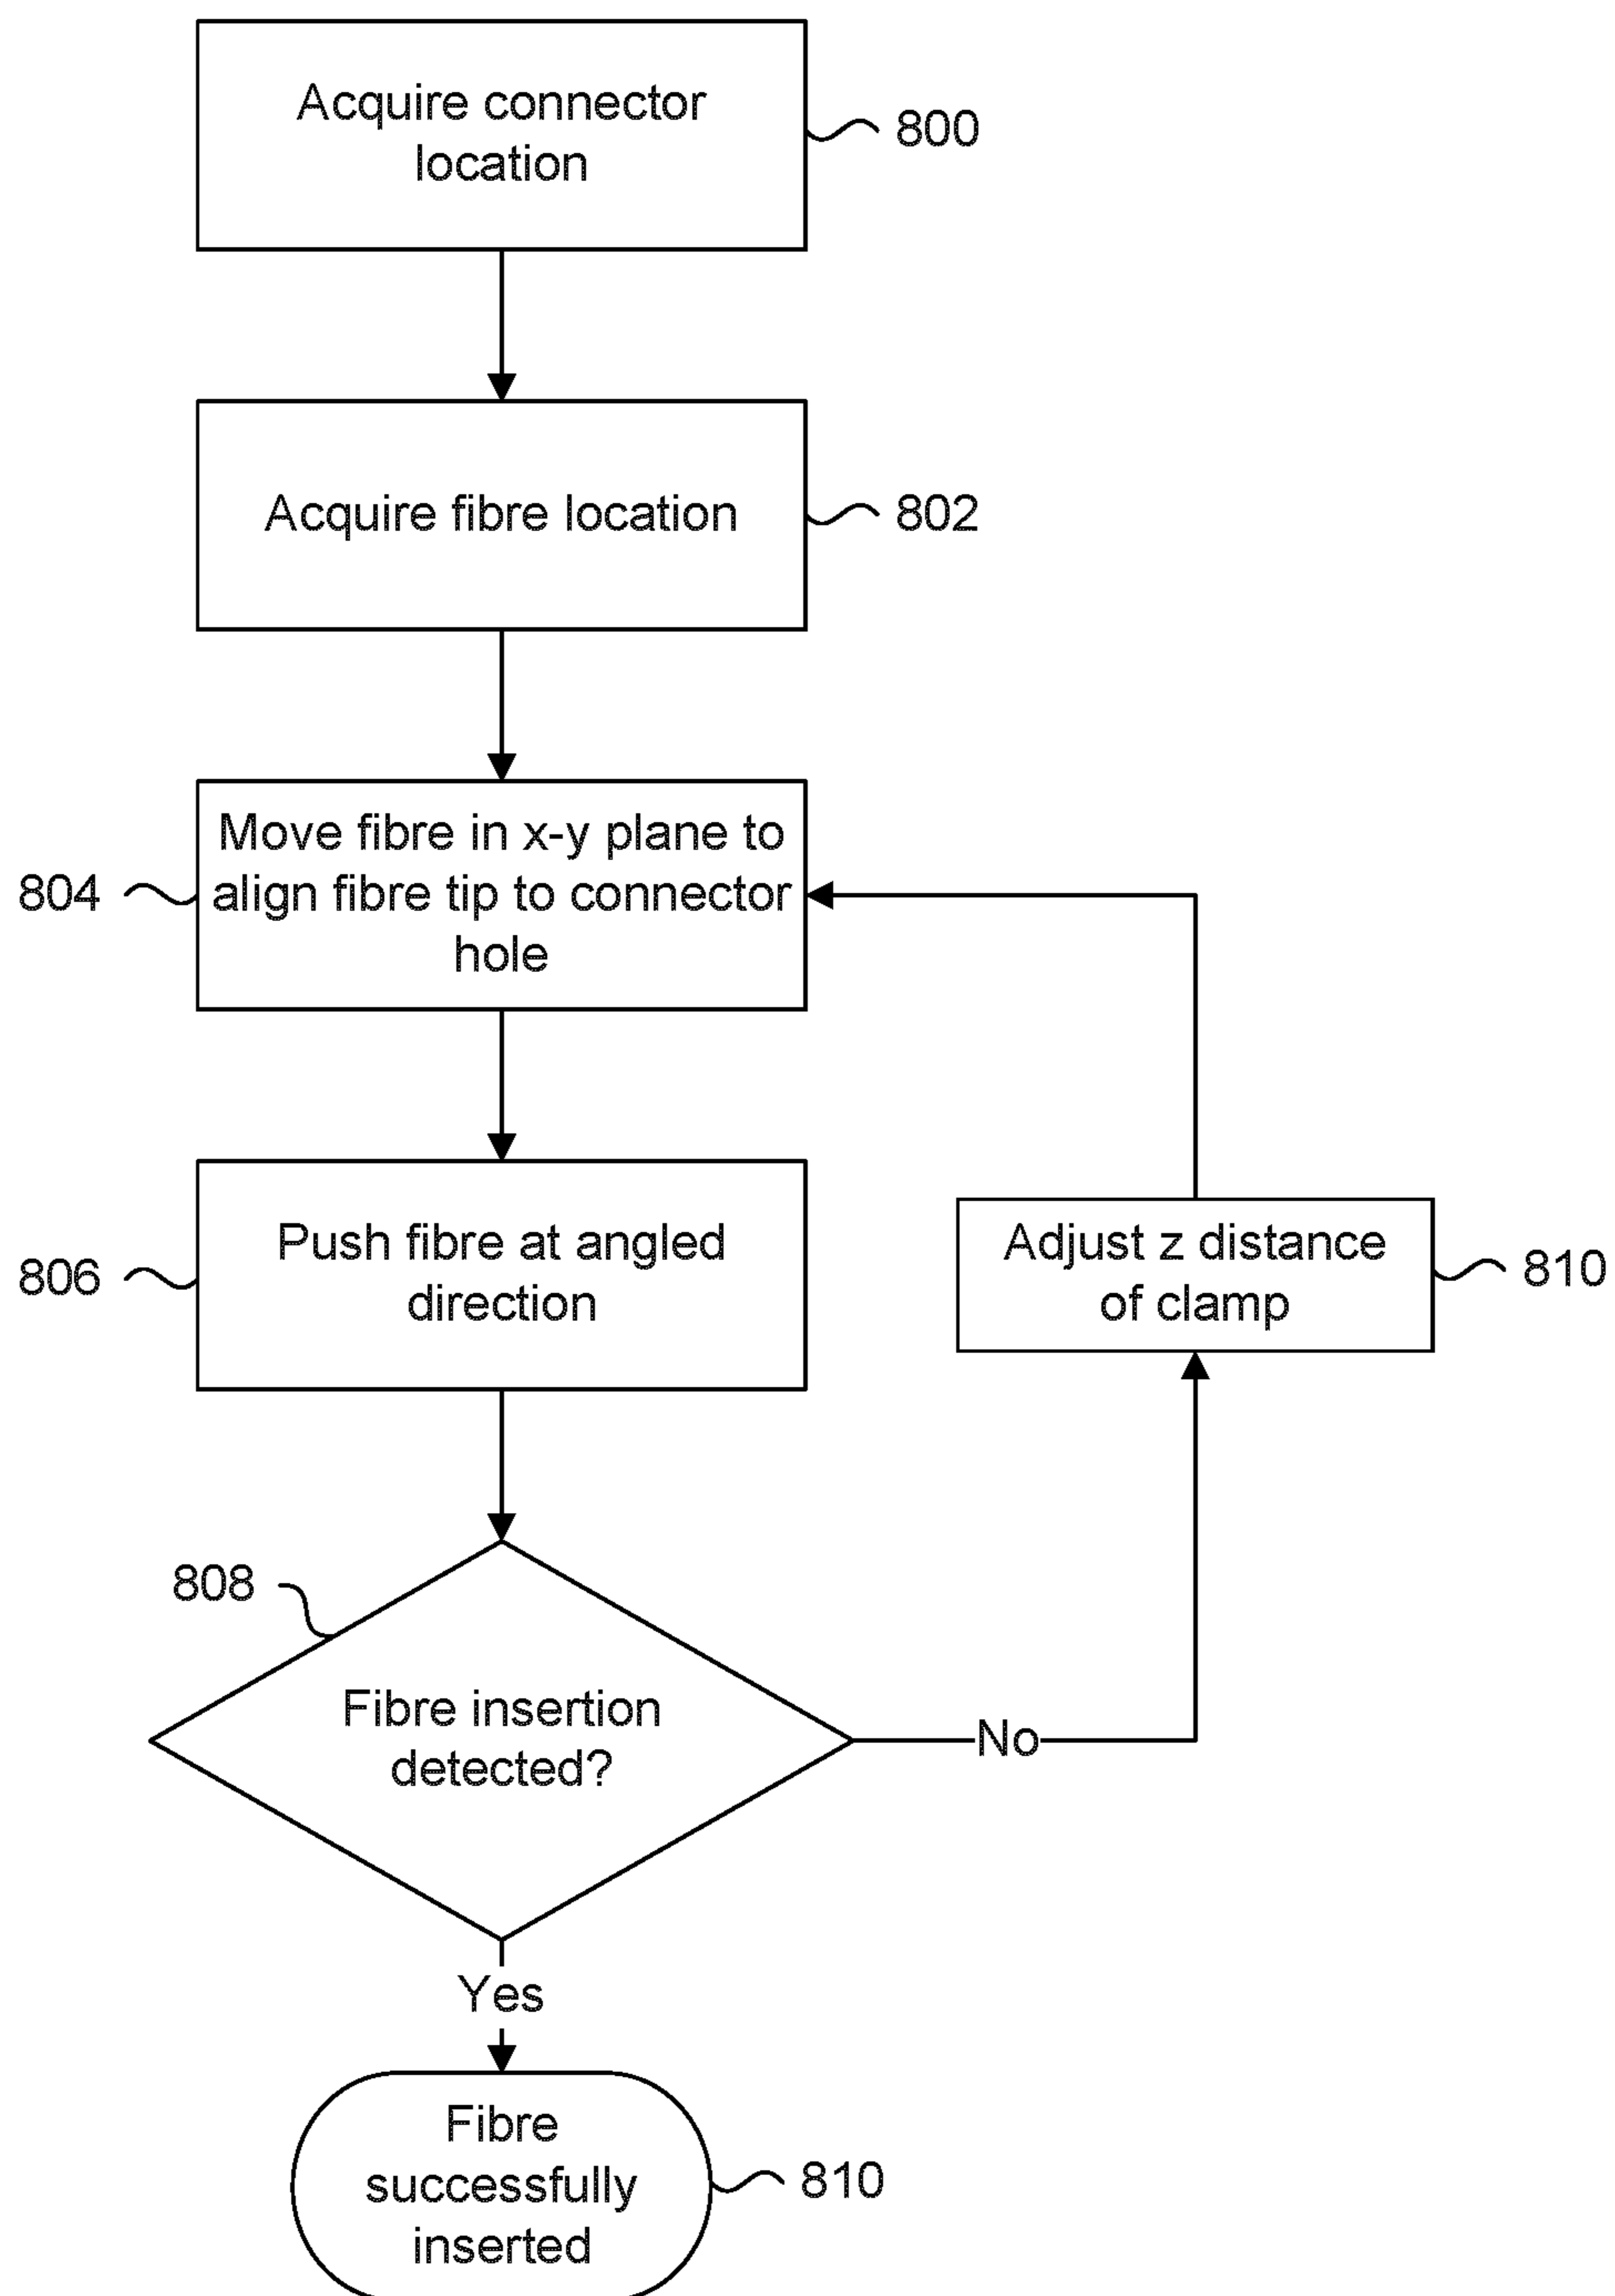 Acquire connector
location
800
Acquire fibre location
802
Move fibre in x-y plane to
align fibre tip to connector
hole
804
Push fibre at angled
direction
806
Adjust z distance
of clamp
810
808
Fibre insertion
detected?
No
Yes
Fibre
successfully
inserted
810